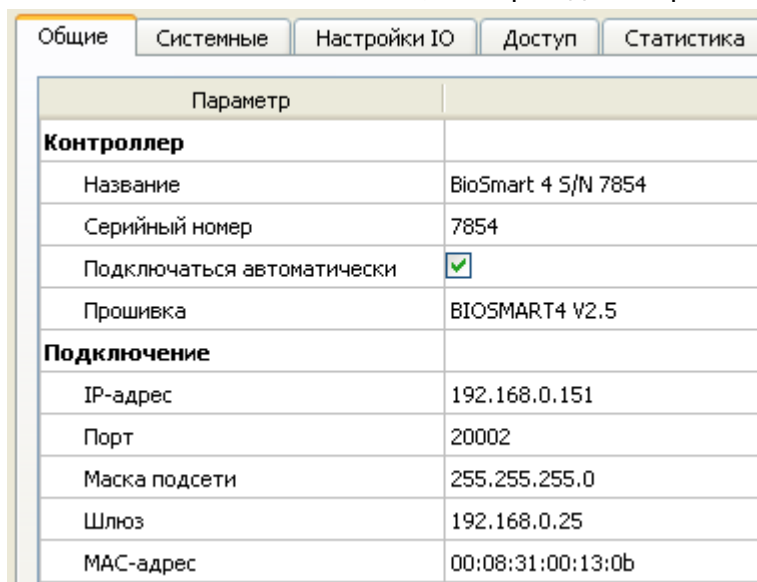 Общие Системные Настройки IO Доступ Статистика
Параметр
Контроллер
Название BioSmart 4 S/N 7854
Серийный номер 7854
Подключаться автоматически
Прошивка BIOSMART4 V2.5
Подключение
IP-адрес 192.168.0.151
Порт 20002
Маска подсети 255.255.255.0
Шлюз 192.168.0.25
MAC-адрес 00:08:31:00:13:0b